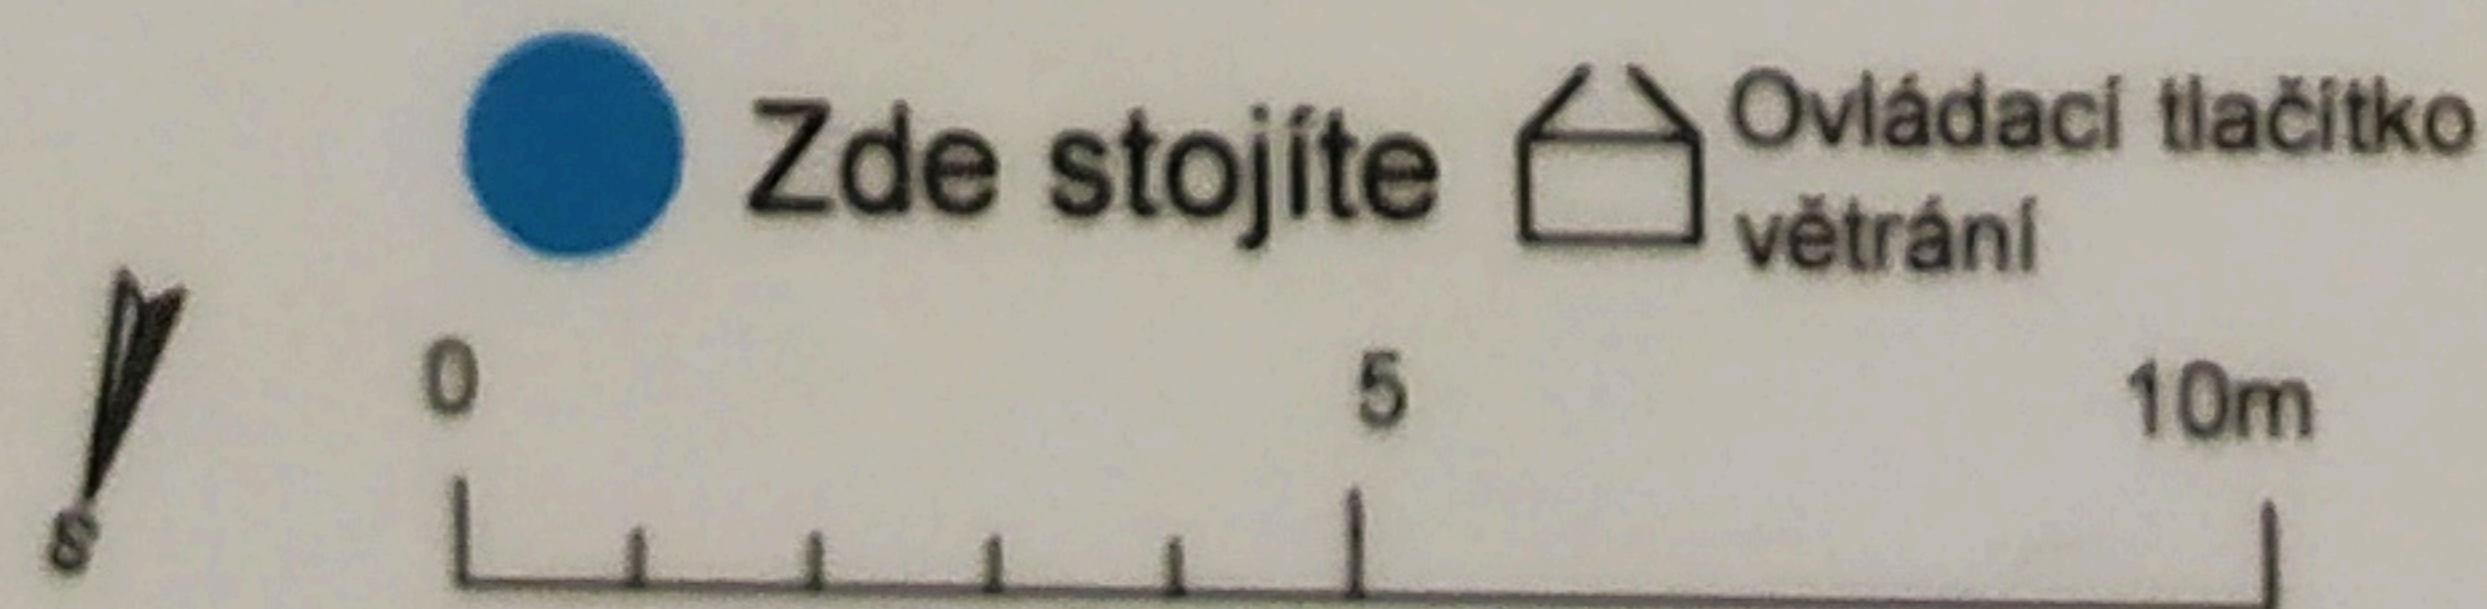 Zde stojíte
Ovládací tlačítko
větrání
0 5 10m
S